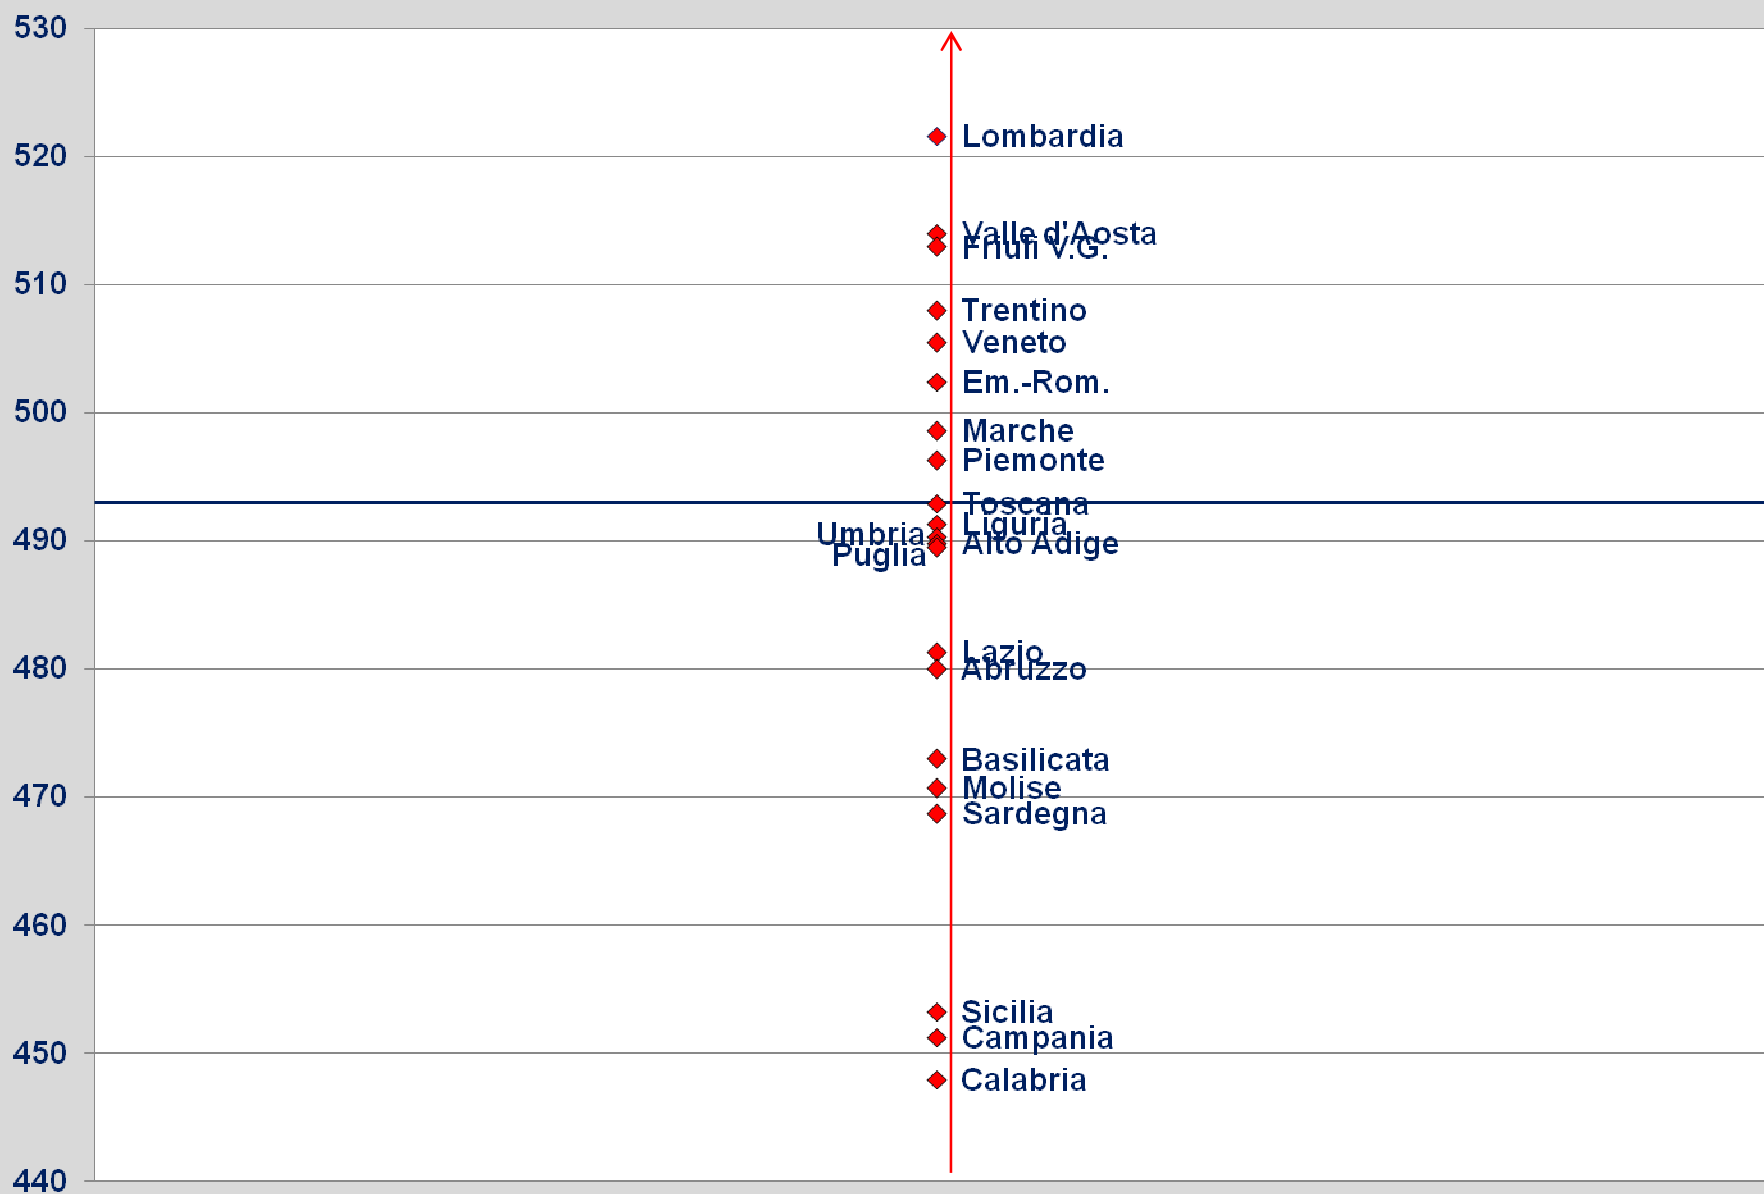 530
520
510
500
490
480
470
460
450
440
Lombardia
Valle d'Aosta
Friuli V.G.
Trentino
Veneto
Em.-Rom.
Marche
Piemonte
Toscana
Liguria
Umbria
Alto Adige
Puglia
Lazio
Abruzzo
Basilicata
Molise
Sardegna
Sicilia
Campania
Calabria